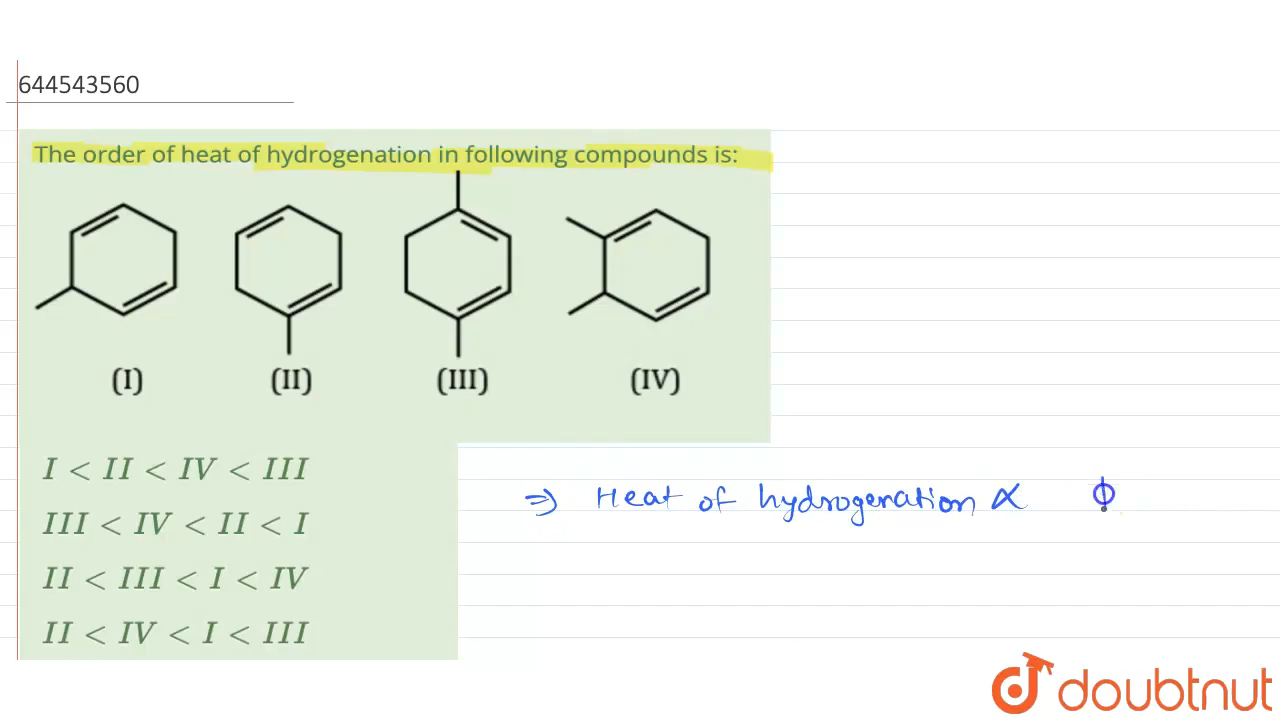 644543560
The order of heat of hydrogenation in following compounds is:
(I) (II) (III) (IV)
I < II < IV < III
III < IV < II < I
II < III < I < IV
II < IV < I < III
⇒ Heat of hydrogenation ∝ ϕ
doubtnut